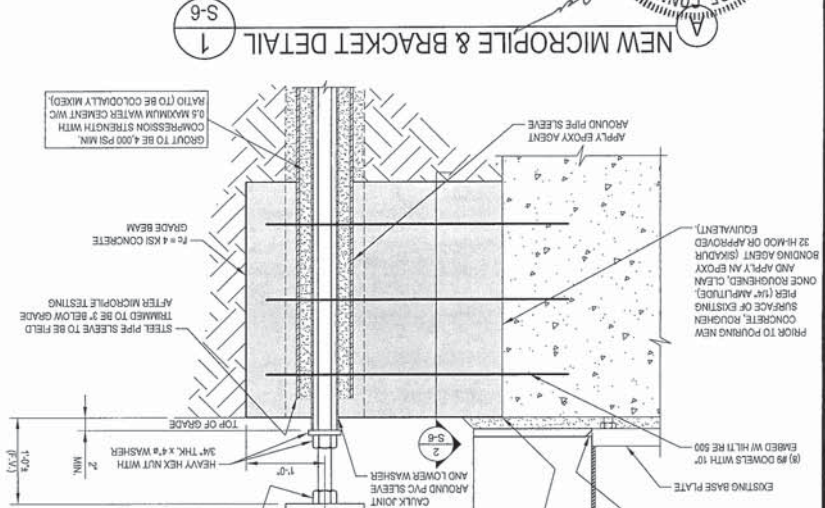 EXISTING BASE PLATE
(8) #9 DOWELS WITH 10"
EMBED W/ HILTI RE 500
PRIOR TO POURING NEW
CONCRETE, ROUGHEN
SURFACE OF EXISTING
PIER (1/4" AMPLITUDE).
ONCE ROUGHENED, CLEAN
AND APPLY AN EPOXY
BONDING AGENT (SIKADUR
32 HI-MOD OR APPROVED
EQUIVALENT).
2
S-6
CAULK JOINT
AROUND PVC SLEEVE
AND LOWER WASHER
1'-0"
HEAVY HEX NUT WITH
3/4" THK. x 4"ø WASHER
1'-0"±
(F.V.)
2"
MIN.
TOP OF GRADE
STEEL PIPE SLEEVE TO BE FIELD
TRIMMED TO BE 3" BELOW GRADE
AFTER MICROPILE TESTING
f'c = 4 KSI CONCRETE
GRADE BEAM
APPLY EPOXY AGENT
AROUND PIPE SLEEVE
GROUT TO BE 4,000 PSI MIN.
COMPRESSION STRENGTH WITH
0.5 MAXIMUM WATER CEMENT W/C
RATIO (TO BE COLODIALLY MIXED).
A
NEW MICROPILE & BRACKET DETAIL
1
S-6